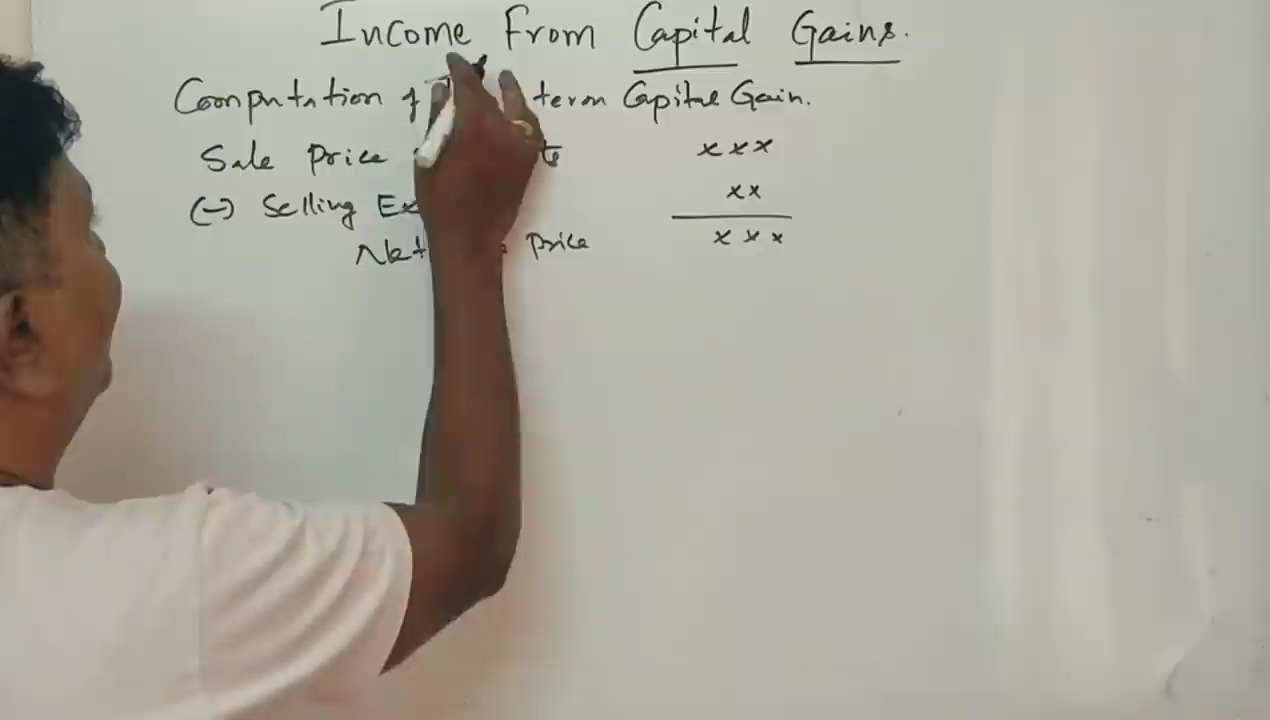 Income From Capital Gains.
Computation of term Capital Gain.
Sale Price xxx
(-) Selling xx
Net Price xxx